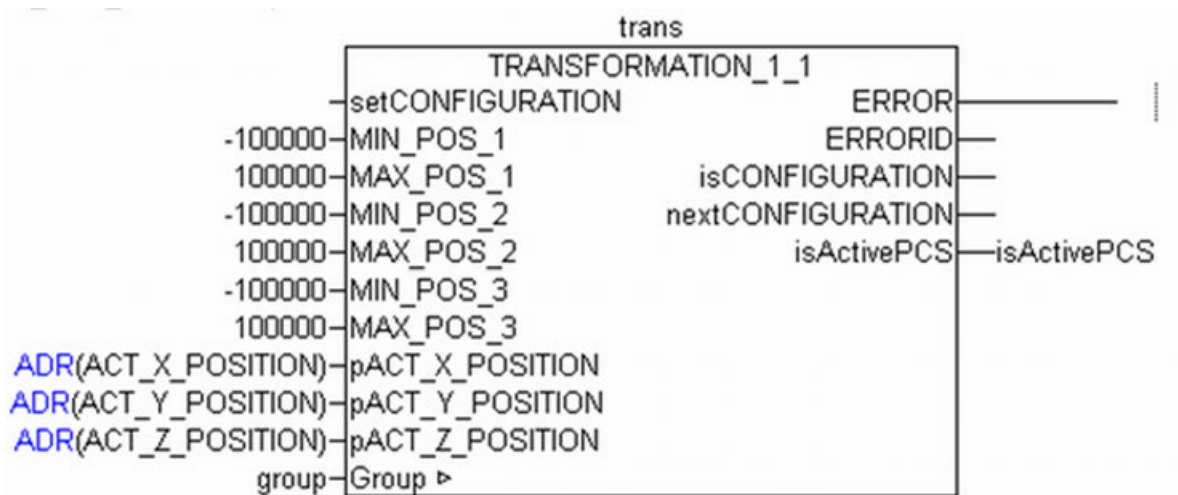 trans
TRANSFORMATION_1_1
setCONFIGURATION ERROR
-100000 MIN_POS_1 ERRORID
100000 MAX_POS_1 isCONFIGURATION
-100000 MIN_POS_2 nextCONFIGURATION
100000 MAX_POS_2 isActivePCS isActivePCS
-100000 MIN_POS_3
100000 MAX_POS_3
ADR(ACT_X_POSITION) pACT_X_POSITION
ADR(ACT_Y_POSITION) pACT_Y_POSITION
ADR(ACT_Z_POSITION) pACT_Z_POSITION
group Group ▷